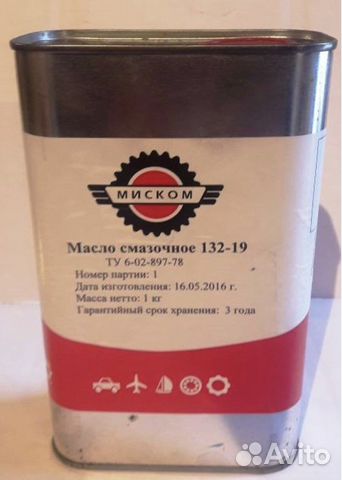 МИСКОМ
Масло смазочное 132-19
ТУ 6-02-897-78
Номер партии: 1
Дата изготовления: 16.05.2016 г.
Масса нетто: 1 кг
Гарантийный срок хранения: 3 года
Avito